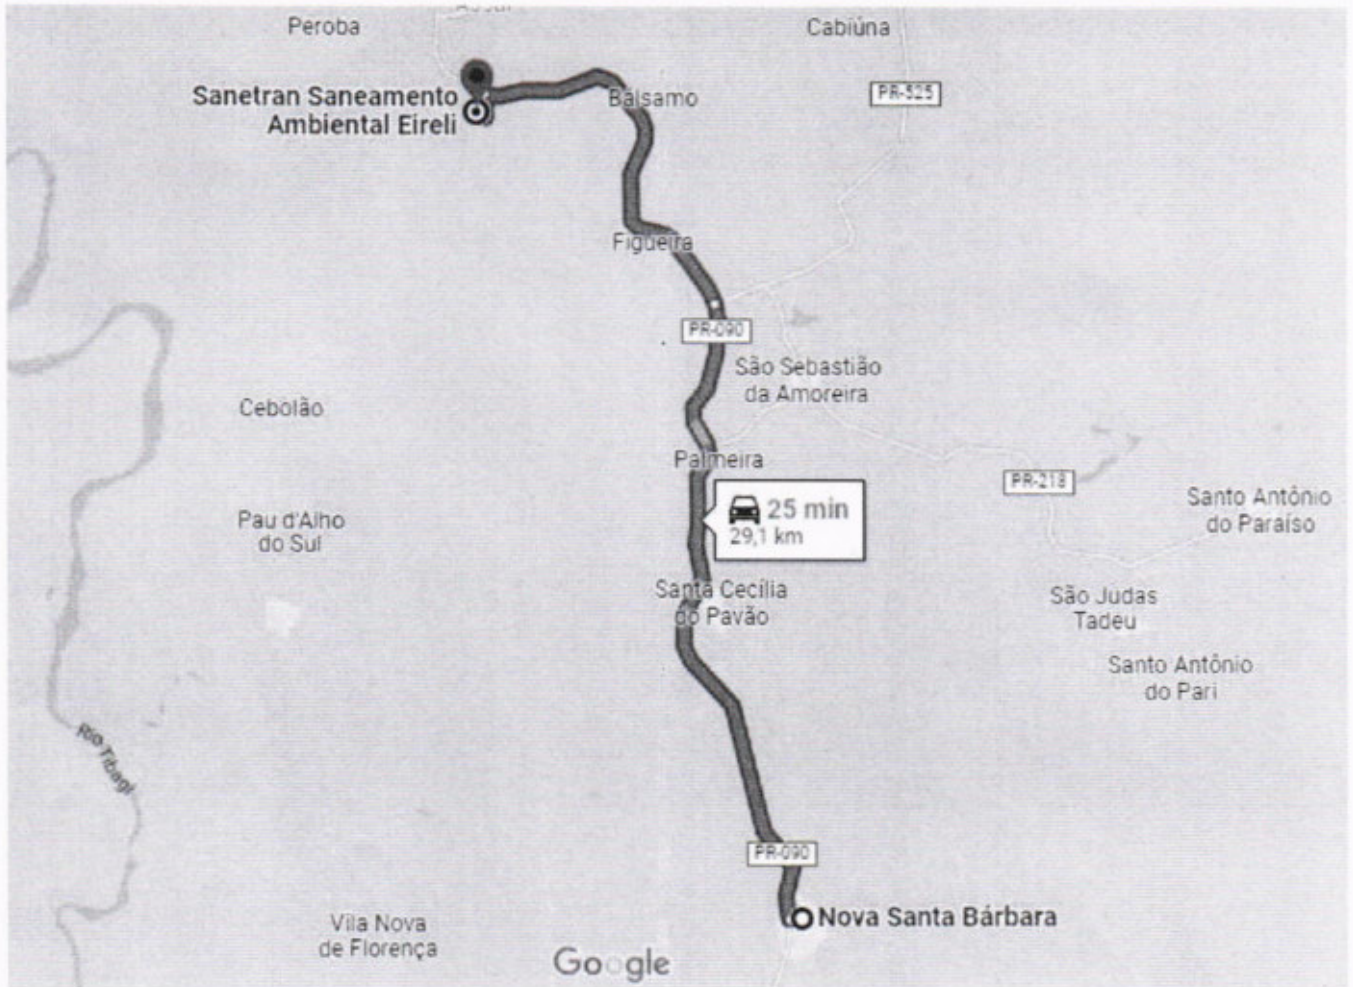 Peroba
Cabiúna
PR-525
Sanetran Saneamento
Ambiental Eireli
Bálsamo
Figueira
PR-090
São Sebastião
da Amoreira
Cebolão
Palmeira
PR-218
25 min
29,1 km
Santo Antônio
do Paraíso
Pau d'Alho
do Sul
Santa Cecília
do Pavão
São Judas
Tadeu
Santo Antônio
do Pari
Rio Tibagi
PR-090
Nova Santa Bárbara
Vila Nova
de Florença
Google